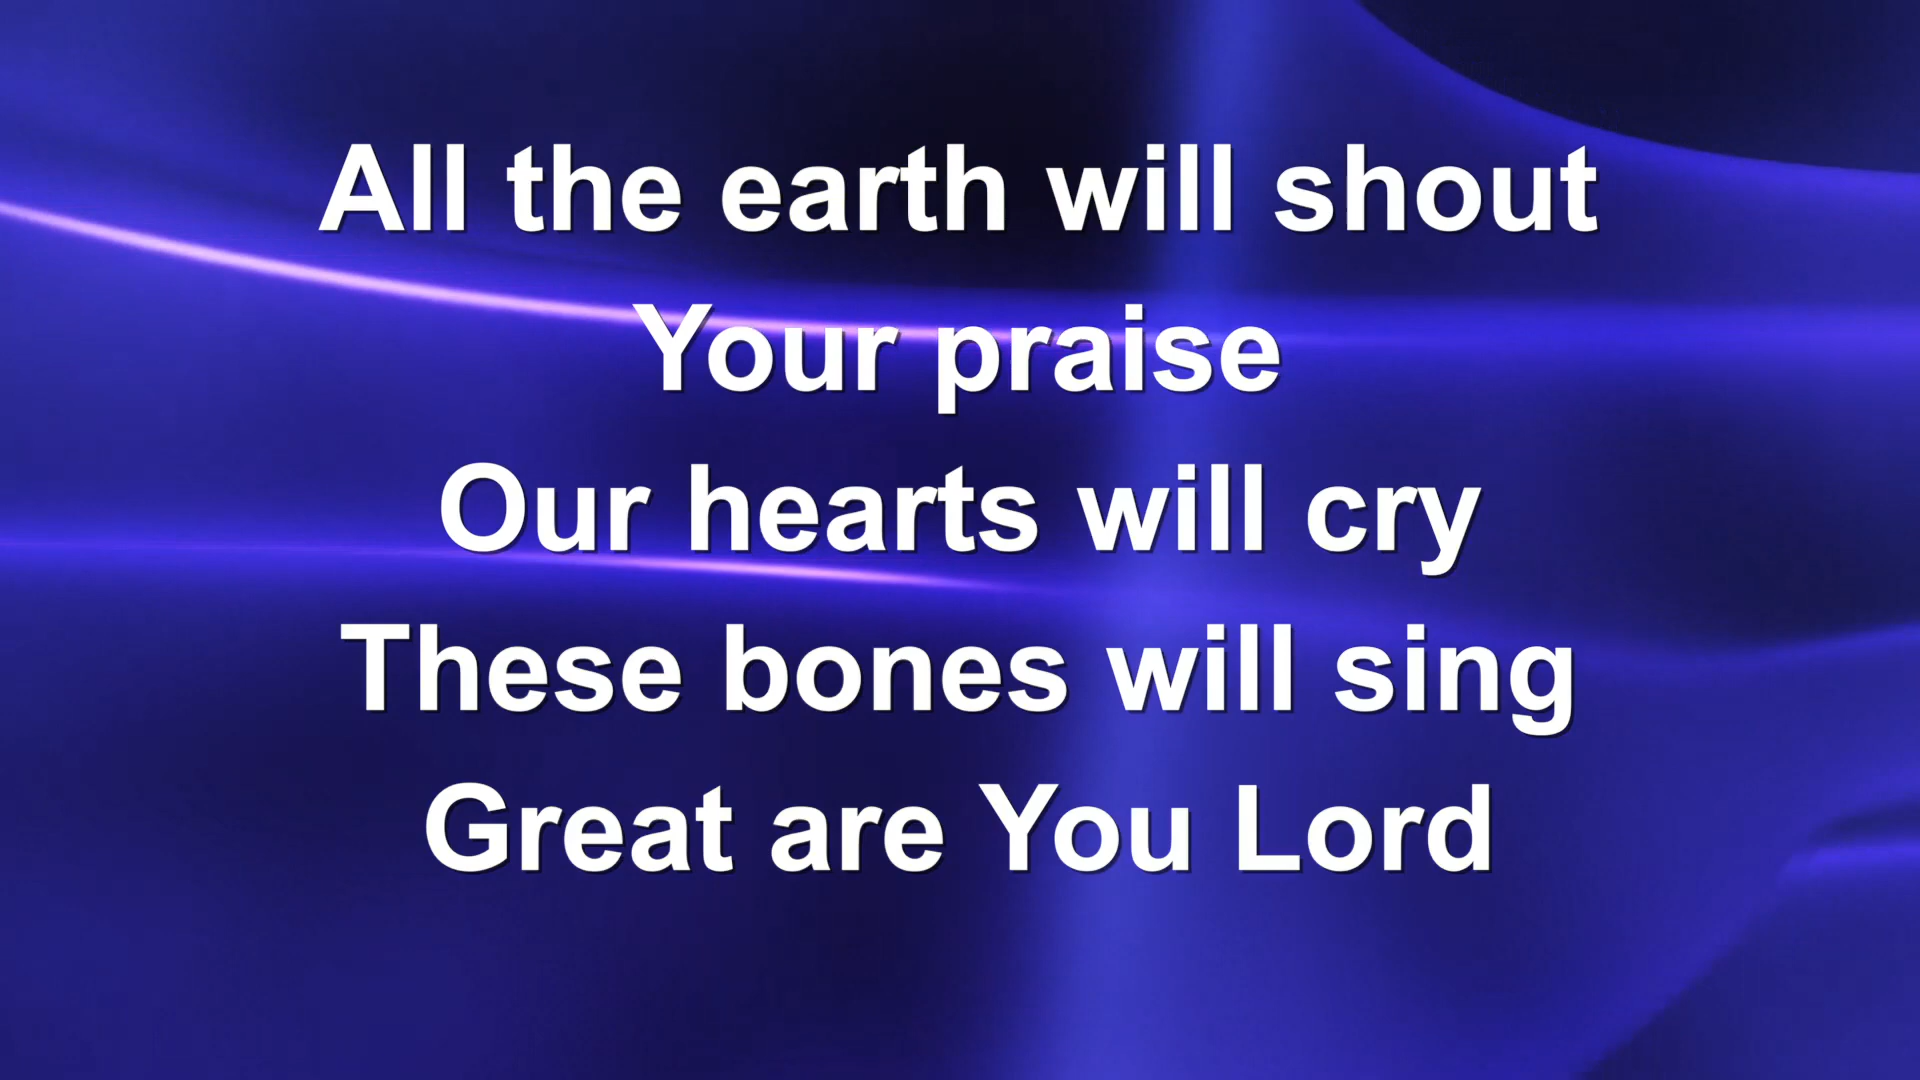 All the earth will shout
Your praise
Our hearts will cry
These bones will sing
Great are You Lord